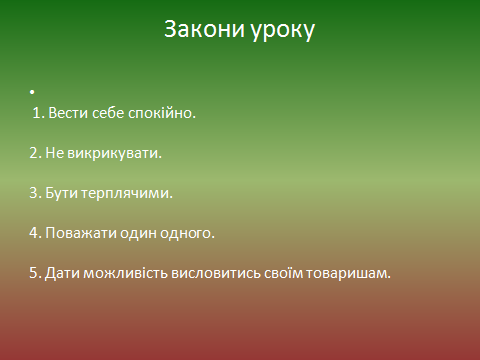 Закони уроку
•
1. Вести себе спокійно.
2. Не викрикувати.
3. Бути терплячими.
4. Поважати один одного.
5. Дати можливість висловитись своїм товаришам.